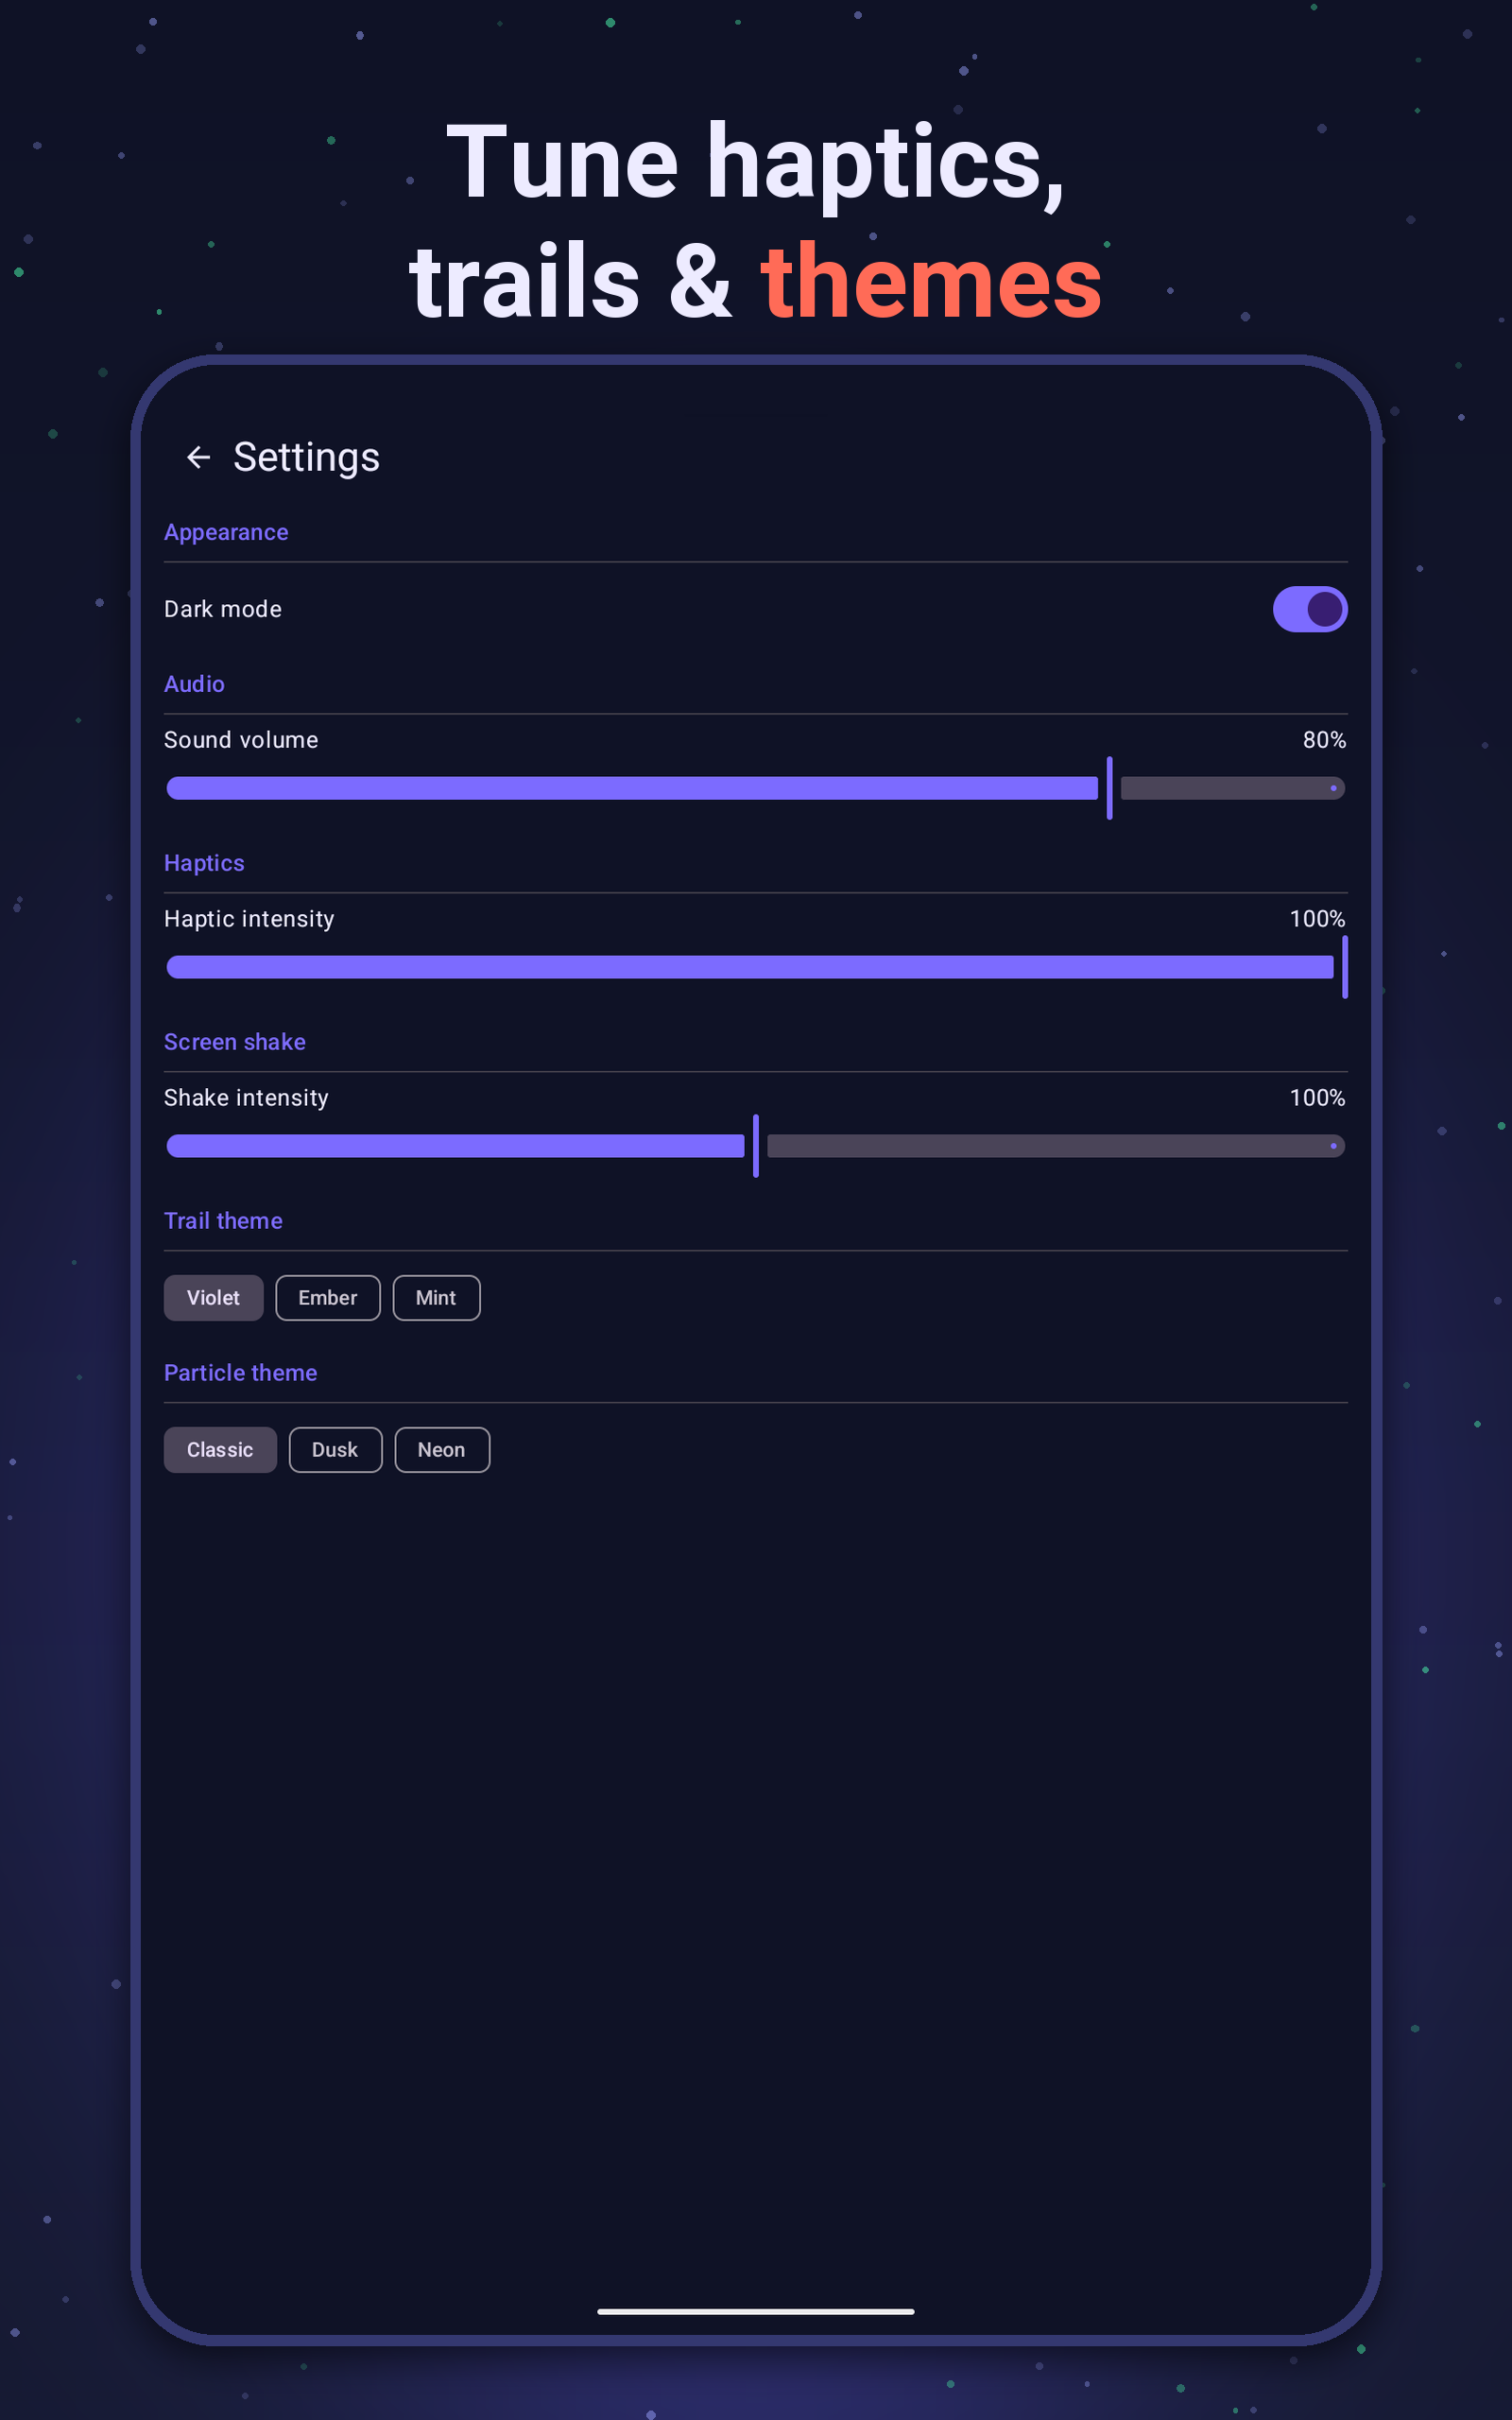 Tune haptics,
trails & themes
Settings
Appearance
Dark mode
Audio
Sound volume 80%
Haptics
Haptic intensity 100%
Screen shake
Shake intensity 100%
Trail theme
Violet Ember Mint
Particle theme
Classic Dusk Neon